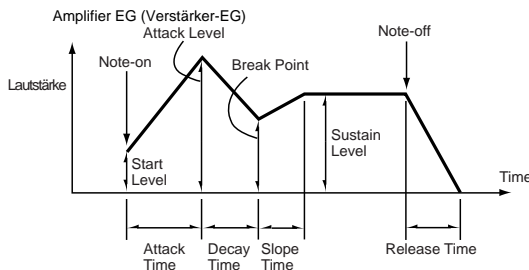 Amplifier EG (Verstärker-EG)
Attack Level
Note-on
Note-off
Break Point
Lautstärke
Start
Level
Sustain
Level
Time
Attack
Time
Decay
Time
Slope
Time
Release Time